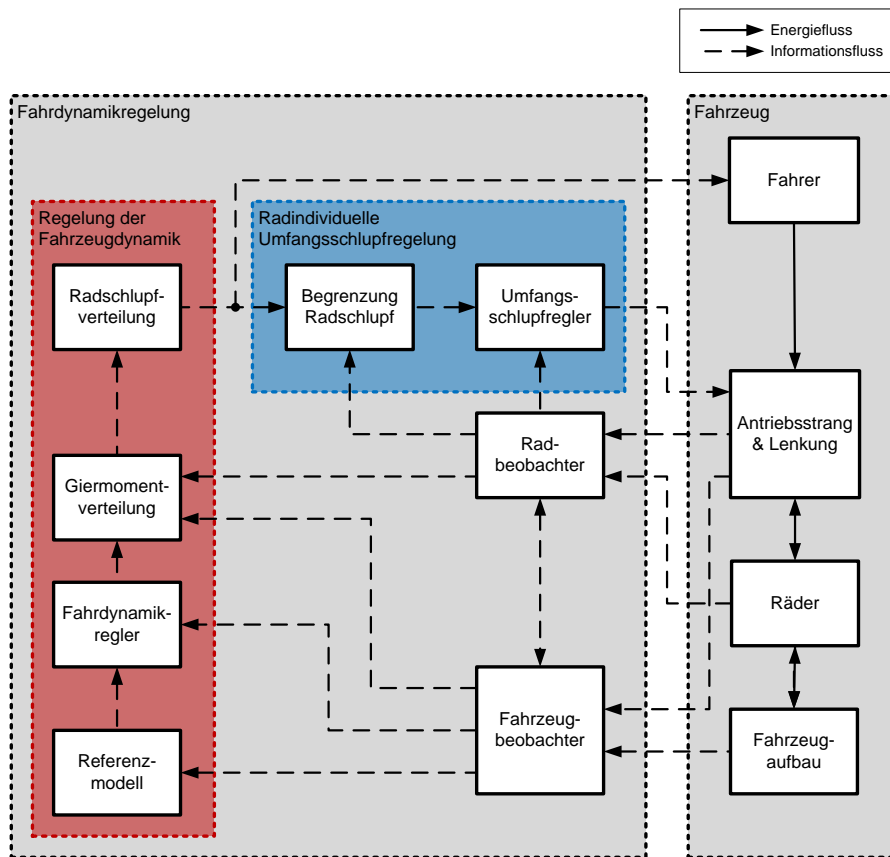 Energiefluss
Informationsfluss
Fahrdynamikregelung
Fahrzeug
Fahrer
Regelung der
Fahrzeugdynamik
Radindividuelle
Umfangsschlupfregelung
Radschlupf-
verteilung
Begrenzung
Radschlupf
Umfangs-
schlupfregler
Antriebsstrang
& Lenkung
Rad-
beobachter
Giermoment-
verteilung
Räder
Fahrdynamik-
regler
Fahrzeug-
beobachter
Fahrzeug-
aufbau
Referenz-
modell